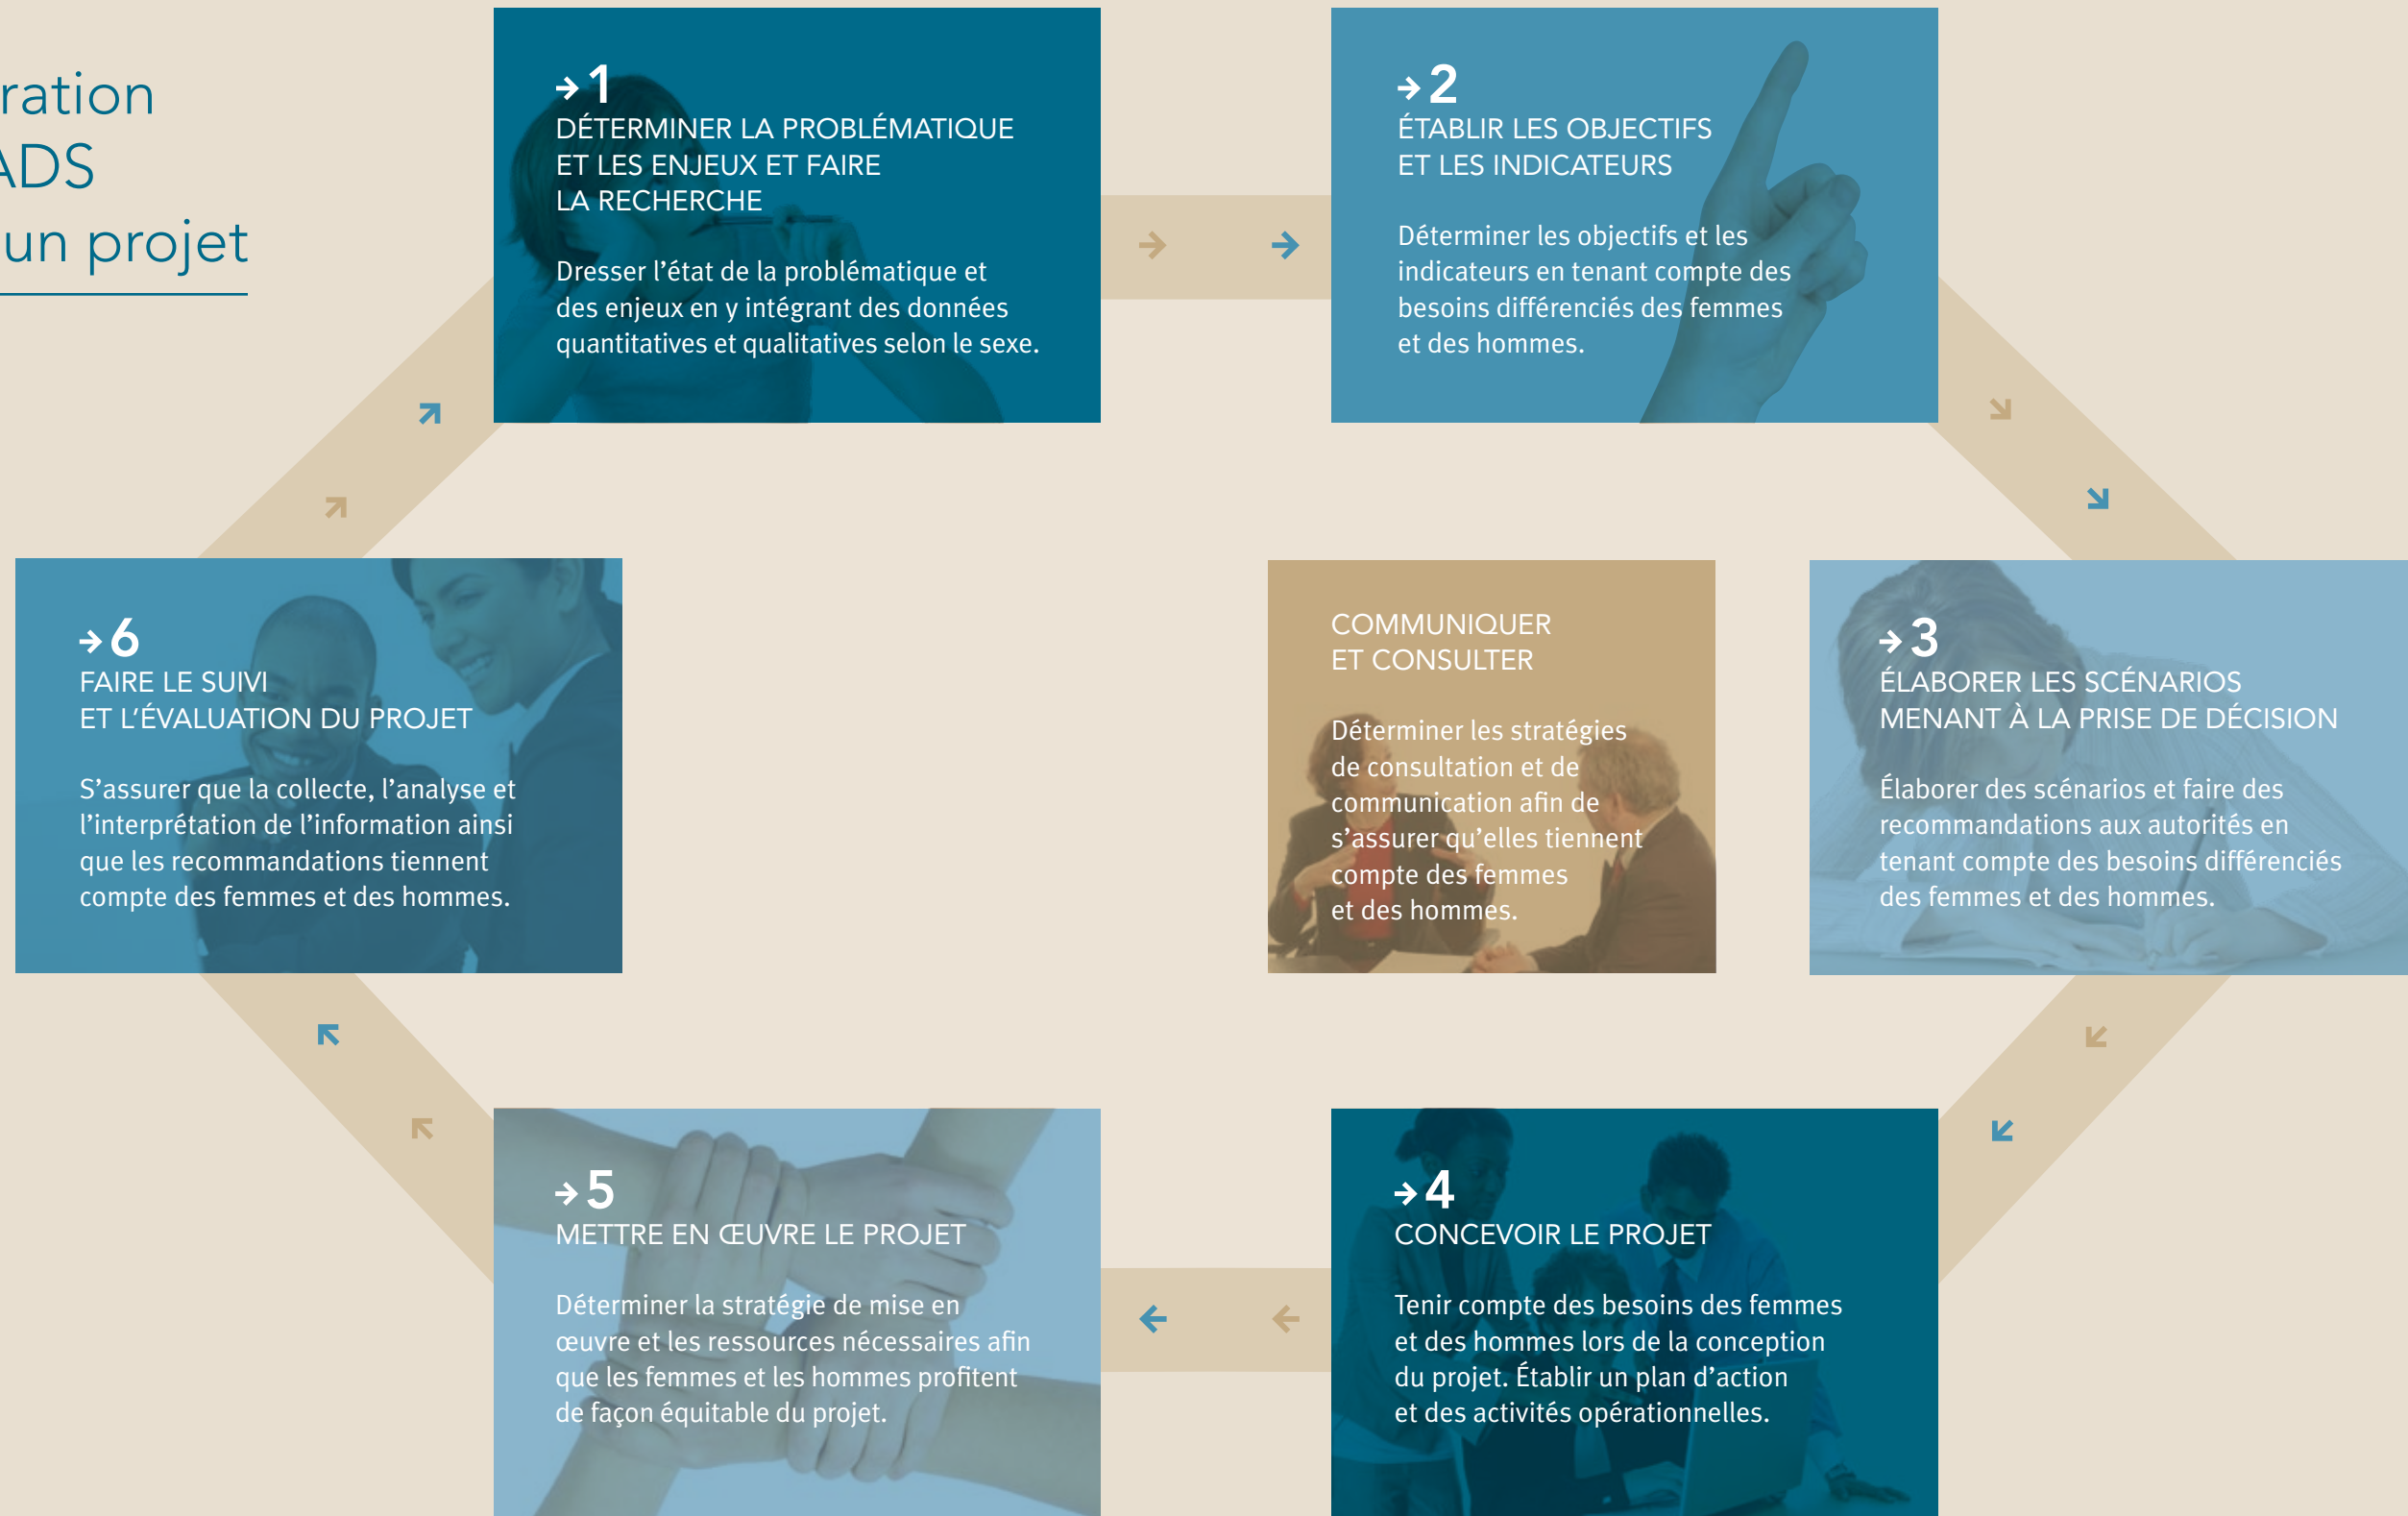 ration
ADS
un projet
→ 1
DÉTERMINER LA PROBLÉMATIQUE
ET LES ENJEUX ET FAIRE
LA RECHERCHE
Dresser l’état de la problématique et
des enjeux en y intégrant des données
quantitatives et qualitatives selon le sexe.
→ 2
ÉTABLIR LES OBJECTIFS
ET LES INDICATEURS
Déterminer les objectifs et les
indicateurs en tenant compte des
besoins différenciés des femmes
et des hommes.
→ 3
ÉLABORER LES SCÉNARIOS
MENANT À LA PRISE DE DÉCISION
Élaborer des scénarios et faire des
recommandations aux autorités en
tenant compte des besoins différenciés
des femmes et des hommes.
→ 4
CONCEVOIR LE PROJET
Tenir compte des besoins des femmes
et des hommes lors de la conception
du projet. Établir un plan d’action
et des activités opérationnelles.
→ 5
METTRE EN ŒUVRE LE PROJET
Déterminer la stratégie de mise en
œuvre et les ressources nécessaires afin
que les femmes et les hommes profitent
de façon équitable du projet.
→ 6
FAIRE LE SUIVI
ET L’ÉVALUATION DU PROJET
S’assurer que la collecte, l’analyse et
l’interprétation de l’information ainsi
que les recommandations tiennent
compte des femmes et des hommes.
COMMUNIQUER
ET CONSULTER
Déterminer les stratégies
de consultation et de
communication afin de
s’assurer qu’elles tiennent
compte des femmes
et des hommes.